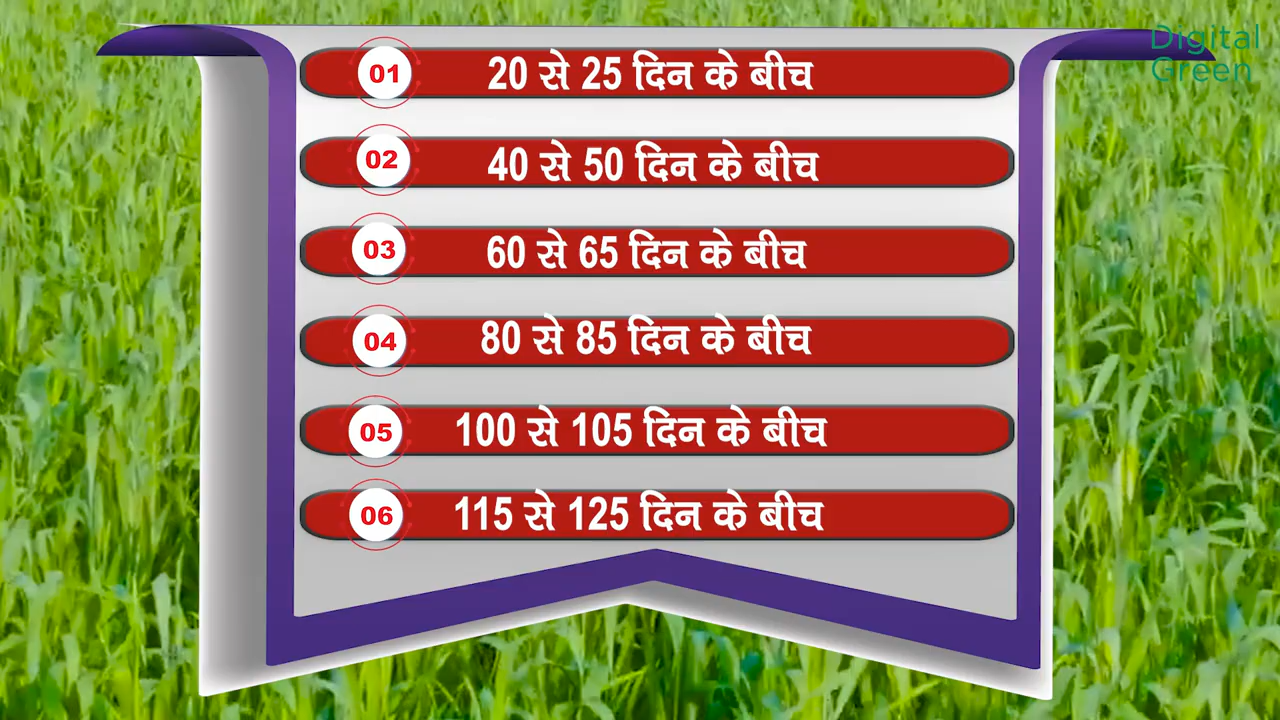 Digital
Green
01 20 से 25 दिन के बीच
02 40 से 50 दिन के बीच
03 60 से 65 दिन के बीच
04 80 से 85 दिन के बीच
05 100 से 105 दिन के बीच
06 115 से 125 दिन के बीच